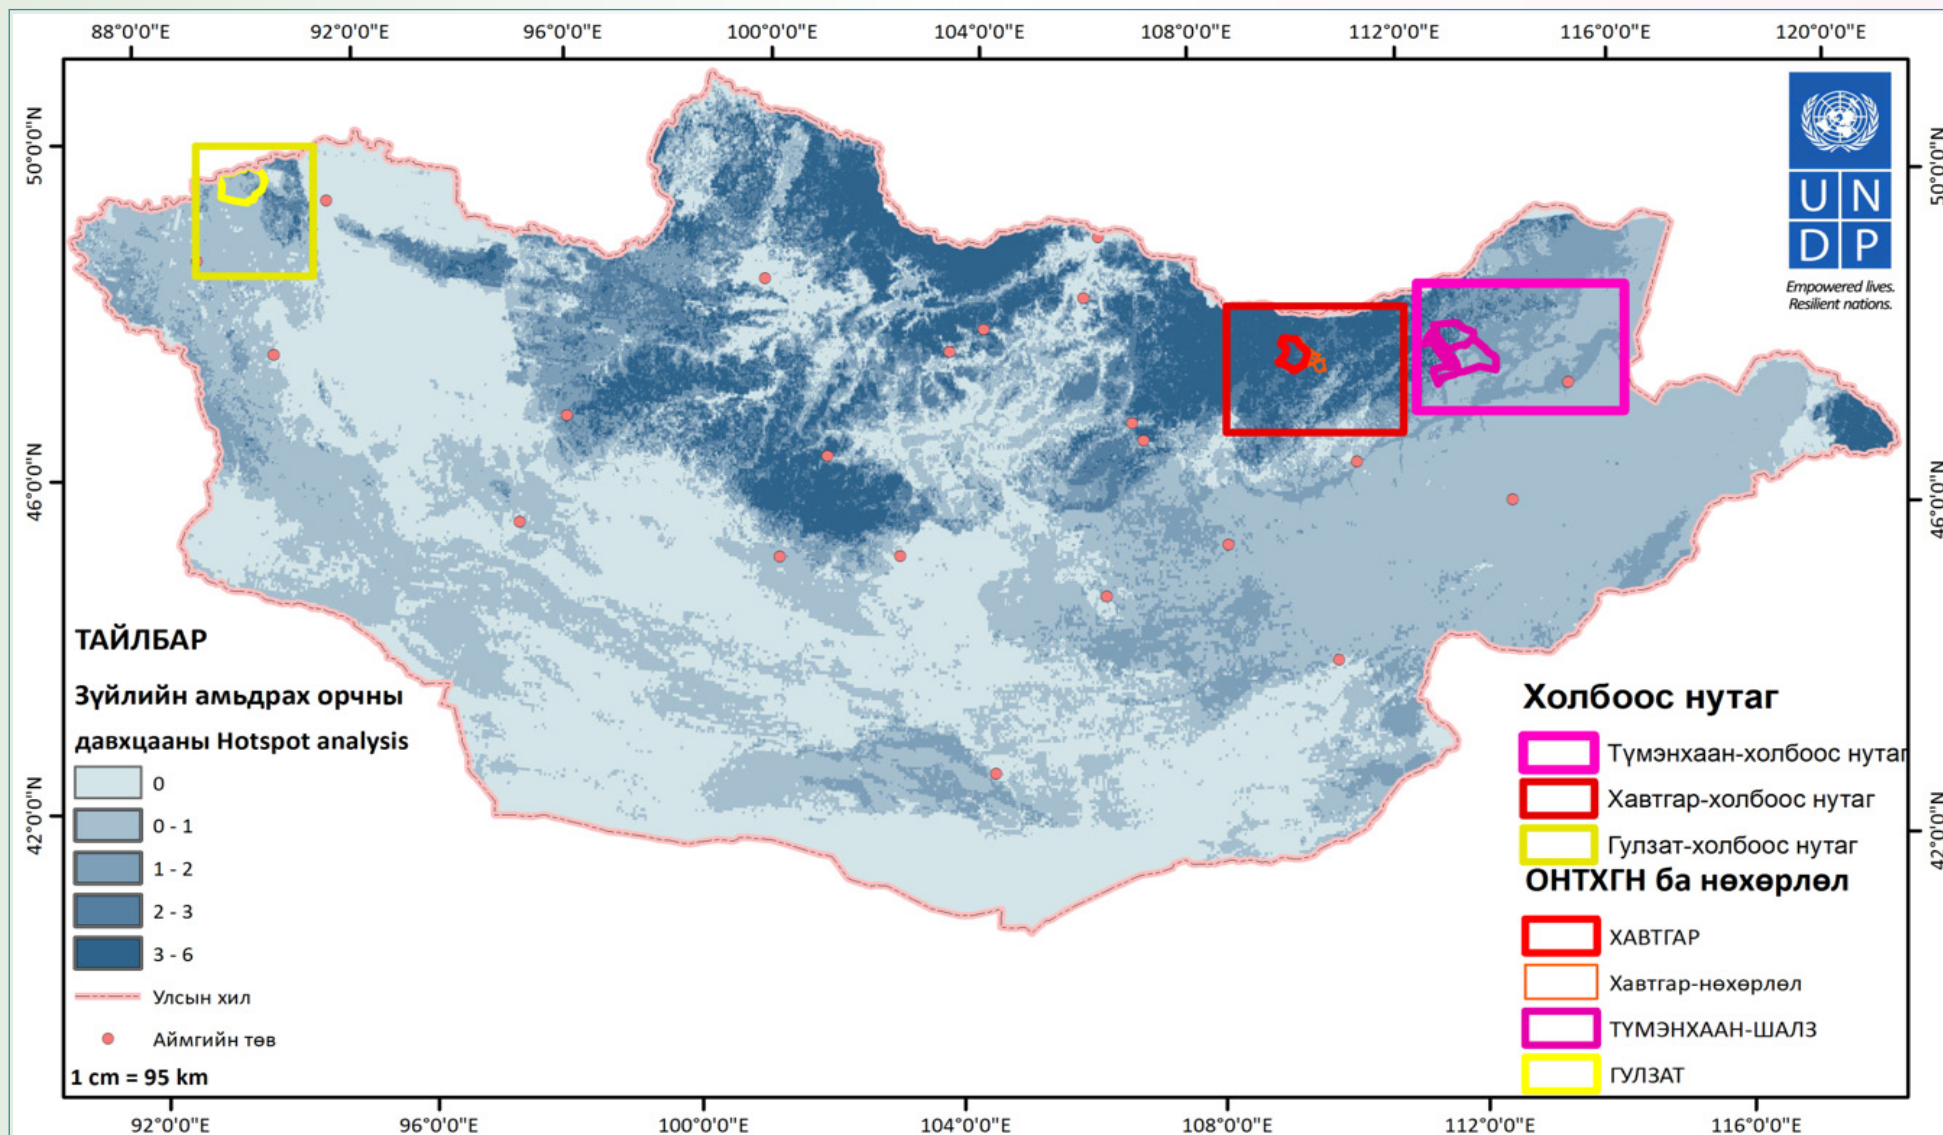 88°0'0"E 92°0'0"E 96°0'0"E 100°0'0"E 104°0'0"E 108°0'0"E 112°0'0"E 116°0'0"E 120°0'0"E
50°0'0"N
46°0'0"N
42°0'0"N
50°0'0"N
46°0'0"N
42°0'0"N
U N
D P
Empowered lives.
Resilient nations.
ТАЙЛБАР
Зүйлийн амьдрах орчны
давхцааны Hotspot analysis
0
0 - 1
1 - 2
2 - 3
3 - 6
Улсын хил
Аймгийн төв
1 cm = 95 km
Холбоос нутаг
Түмэнхаан-холбоос нутаг
Хавтгар-холбоос нутаг
Гулзат-холбоос нутаг
ОНТХГН ба нөхөрлөл
ХАВТГАР
Хавтгар-нөхөрлөл
ТҮМЭНХААН-ШАЛЗ
ГУЛЗАТ
92°0'0"E 96°0'0"E 100°0'0"E 104°0'0"E 108°0'0"E 112°0'0"E 116°0'0"E